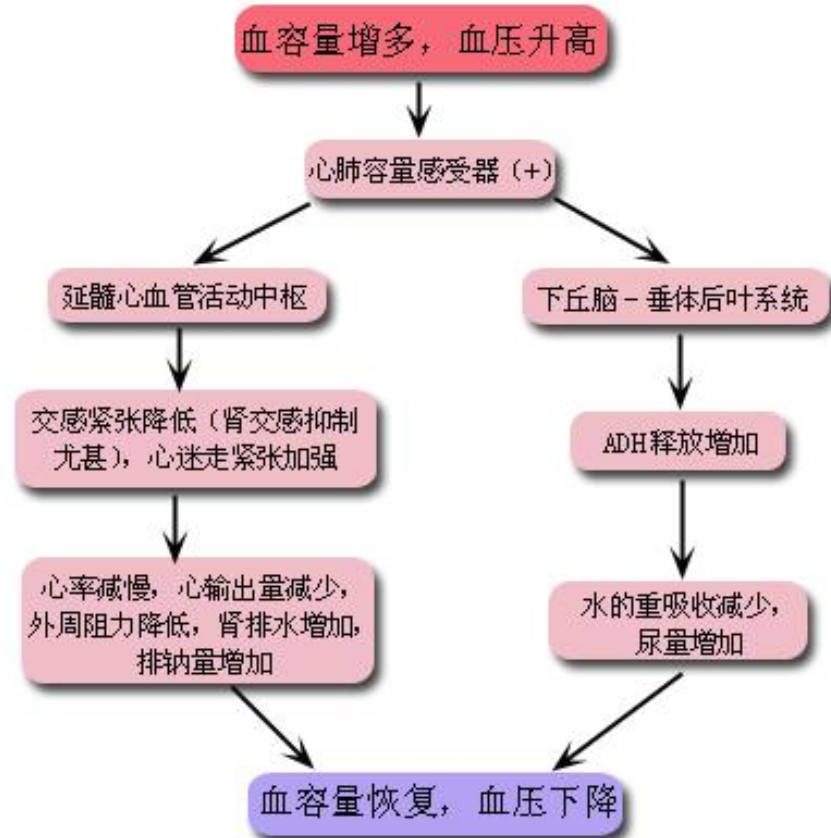 血容量增多，血压升高
心肺容量感受器（+）
延髓心血管活动中枢
下丘脑-垂体后叶系统
交感紧张降低（肾交感抑制
尤甚），心迷走紧张加强
ADH释放增加
心率减慢，心输出量减少，
外周阻力降低，肾排水增加，
排钠量增加
水的重吸收减少，
尿量增加
血容量恢复，血压下降